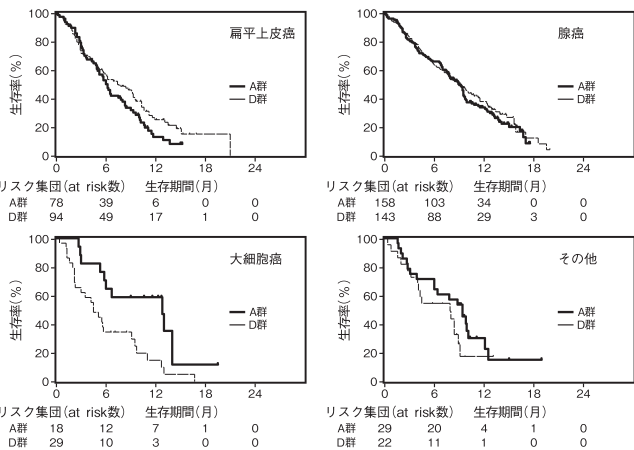 扁平上皮癌
生存率(%)
100
80
60
40
20
0
A群
D群
0 6 12 18 24
リスク集団(at risk数) 生存期間(月)
A群 78 39 6 0 0
D群 94 49 17 1 0
腺癌
生存率(%)
100
80
60
40
20
0
A群
D群
0 6 12 18 24
リスク集団(at risk数) 生存期間(月)
A群 158 103 34 0 0
D群 143 88 29 3 0
大細胞癌
生存率(%)
100
80
60
40
20
0
A群
D群
0 6 12 18 24
リスク集団(at risk数) 生存期間(月)
A群 18 12 7 1 0
D群 29 10 3 0 0
その他
生存率(%)
100
80
60
40
20
0
A群
D群
0 6 12 18 24
リスク集団(at risk数) 生存期間(月)
A群 29 20 4 1 0
D群 22 11 1 0 0